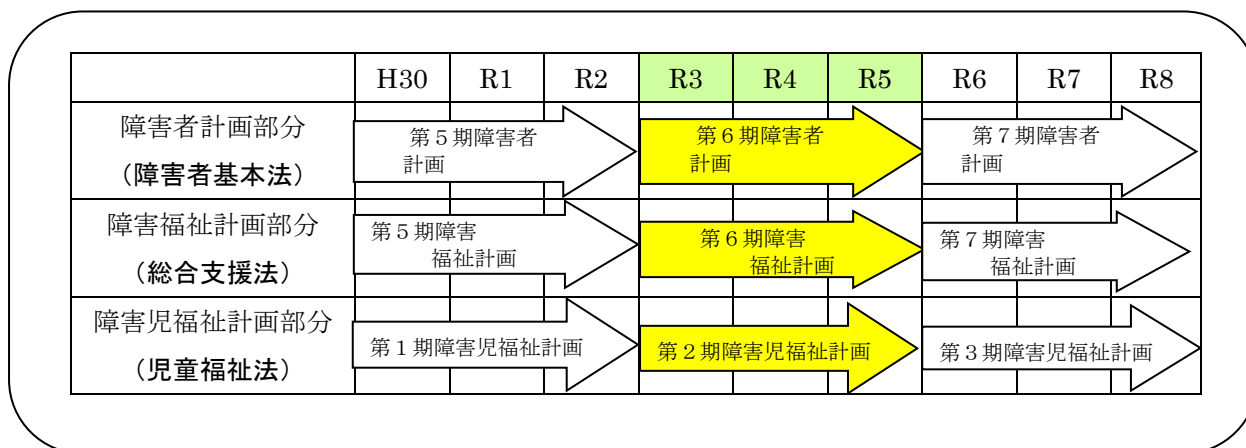 H30 R1 R2 R3 R4 R5 R6 R7 R8
障害者計画部分
（障害者基本法）
第５期障害者
計画
第６期障害者
計画
第７期障害者
計画
障害福祉計画部分
（総合支援法）
第５期障害
福祉計画
第６期障害
福祉計画
第７期障害
福祉計画
障害児福祉計画部分
（児童福祉法）
第１期障害児福祉計画
第２期障害児福祉計画
第３期障害児福祉計画